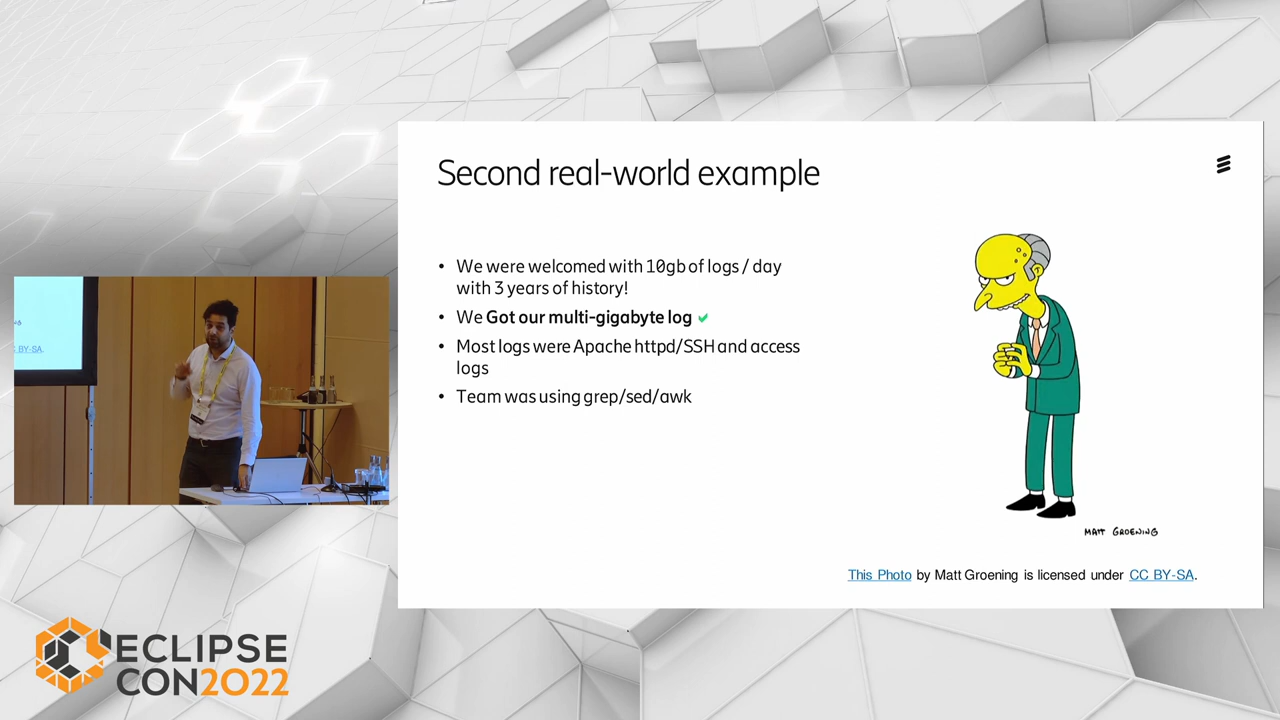 Second real-world example
• We were welcomed with 10gb of logs / day
with 3 years of history!
• We Got our multi-gigabyte log
• Most logs were Apache httpd/SSH and access
logs
• Team was using grep/sed/awk
MATT GROENING
This Photo by Matt Groening is licensed under CC BY-SA.
BY-SA.
ECLIPSE
CON2022